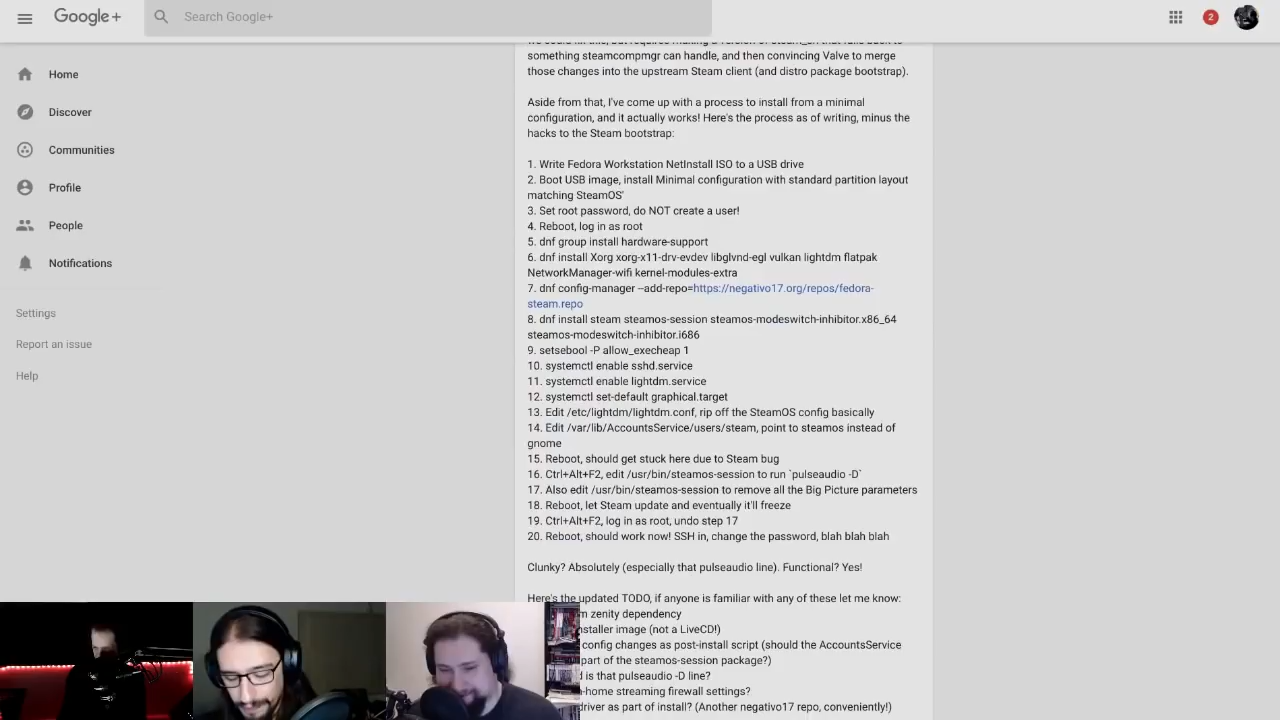 Google+
Search Google+
2
Home
Discover
Communities
Profile
People
Notifications
Settings
Report an issue
Help
something steamcompmgr can handle, and then convincing Valve to merge
those changes into the upstream Steam client (and distro package bootstrap).
Aside from that, I've come up with a process to install from a minimal
configuration, and it actually works! Here's the process as of writing, minus the
hacks to the Steam bootstrap:
1. Write Fedora Workstation NetInstall ISO to a USB drive
2. Boot USB image, install Minimal configuration with standard partition layout
matching SteamOS'
3. Set root password, do NOT create a user!
4. Reboot, log in as root
5. dnf group install hardware-support
6. dnf install Xorg xorg-x11-drv-evdev libglvnd-egl vulkan lightdm flatpak
NetworkManager-wifi kernel-modules-extra
7. dnf config-manager --add-repo=https://negativo17.org/repos/fedora-
steam.repo
8. dnf install steam steamos-session steamos-modeswitch-inhibitor.x86_64
steamos-modeswitch-inhibitor.i686
9. setsebool -P allow_execheap 1
10. systemctl enable sshd.service
11. systemctl enable lightdm.service
12. systemctl set-default graphical.target
13. Edit /etc/lightdm/lightdm.conf, rip off the SteamOS config basically
14. Edit /var/lib/AccountsService/users/steam, point to steamos instead of
gnome
15. Reboot, should get stuck here due to Steam bug
16. Ctrl+Alt+F2, edit /usr/bin/steamos-session to run `pulseaudio -D`
17. Also edit /usr/bin/steamos-session to remove all the Big Picture parameters
18. Reboot, let Steam update and eventually it'll freeze
19. Ctrl+Alt+F2, log in as root, undo step 17
20. Reboot, should work now! SSH in, change the password, blah blah blah
Clunky? Absolutely (especially that pulseaudio line). Functional? Yes!
Here's the updated TODO, if anyone is familiar with any of these let me know:
zenity dependency
image (not a LiveCD!)
config changes as post-install script (should the AccountsService
part of the steamos-session package?)
is that pulseaudio -D line?
-home streaming firewall settings?
driver as part of install? (Another negativo17 repo, conveniently!)